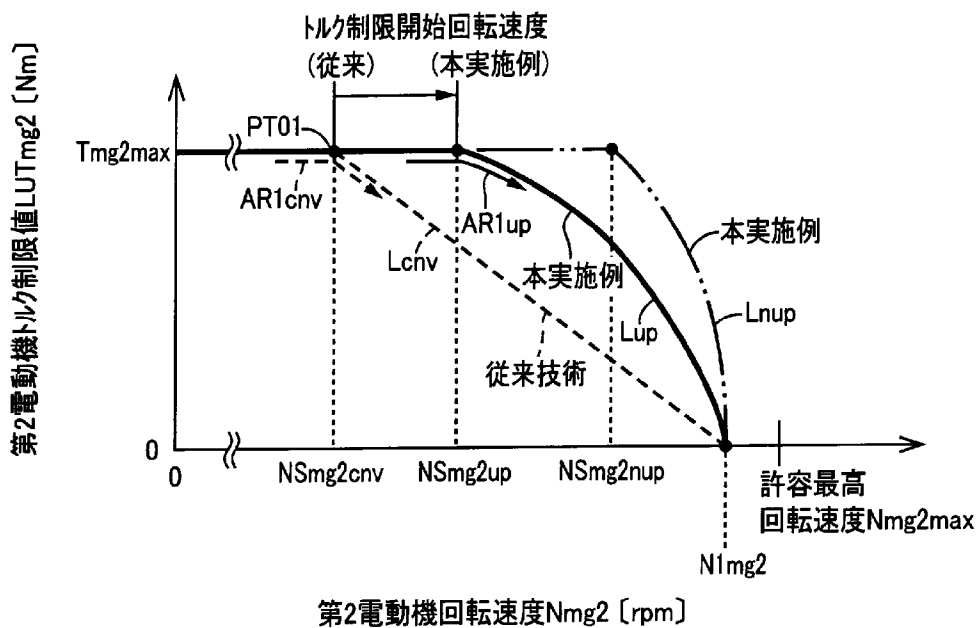 トルク制限開始回転速度
(従来)
(本実施例)
第2電動機トルク制限値LUTmg2 [Nm]
PT01
Tmg2max
AR1cnv
AR1up
本実施例
本実施例
Lcnv
Lup
Lnup
従来技術
0
0
NSmg2cnv
NSmg2up
NSmg2nup
許容最高
回転速度Nmg2max
N1mg2
第2電動機回転速度Nmg2 [rpm]